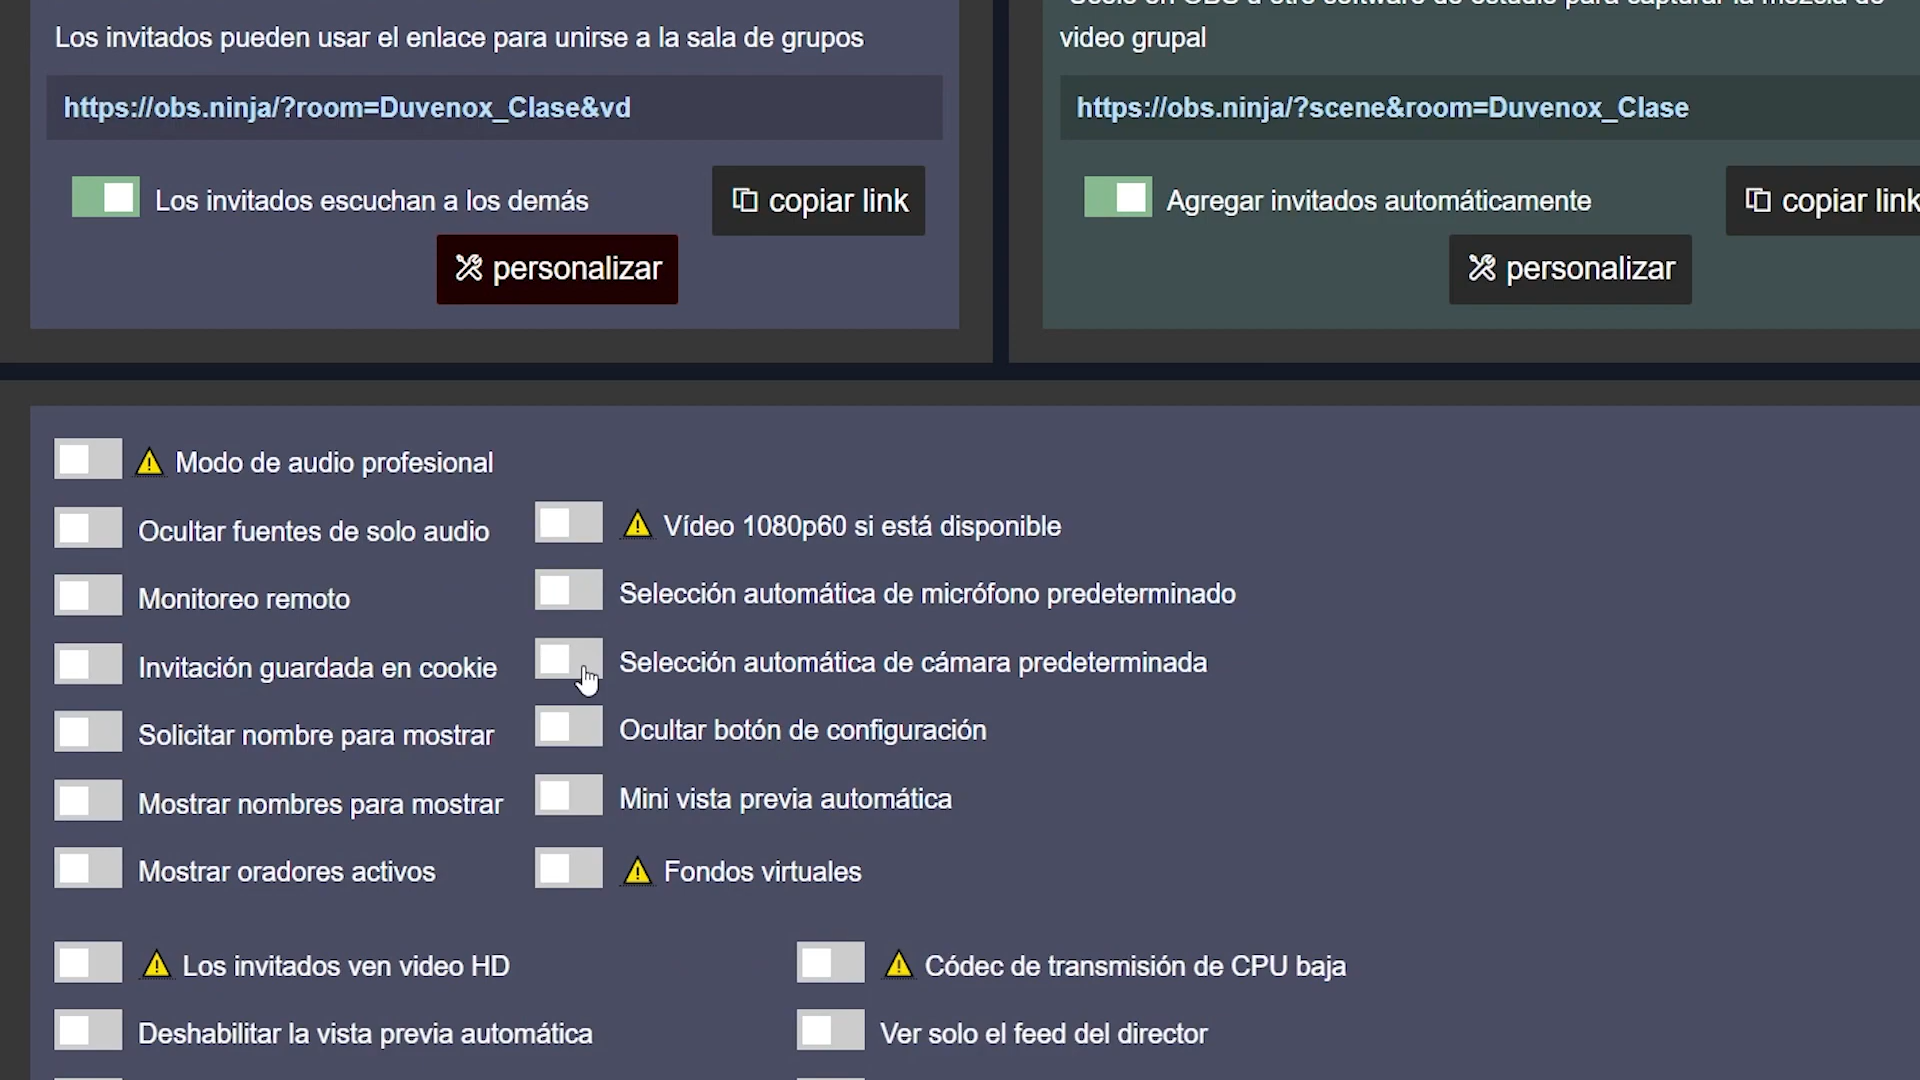 Los invitados pueden usar el enlace para unirse a la sala de grupos
https://obs.ninja/?room=Duvenox_Clase&vd
Los invitados escuchan a los demás
copiar link
personalizar
video grupal
https://obs.ninja/?scene&room=Duvenox_Clase
Agregar invitados automáticamente
copiar link
personalizar
Modo de audio profesional
Ocultar fuentes de solo audio
Monitoreo remoto
Invitación guardada en cookie
Solicitar nombre para mostrar
Mostrar nombres para mostrar
Mostrar oradores activos
Vídeo 1080p60 si está disponible
Selección automática de micrófono predeterminado
Selección automática de cámara predeterminada
Ocultar botón de configuración
Mini vista previa automática
Fondos virtuales
Los invitados ven video HD
Deshabilitar la vista previa automática
Códec de transmisión de CPU baja
Ver solo el feed del director